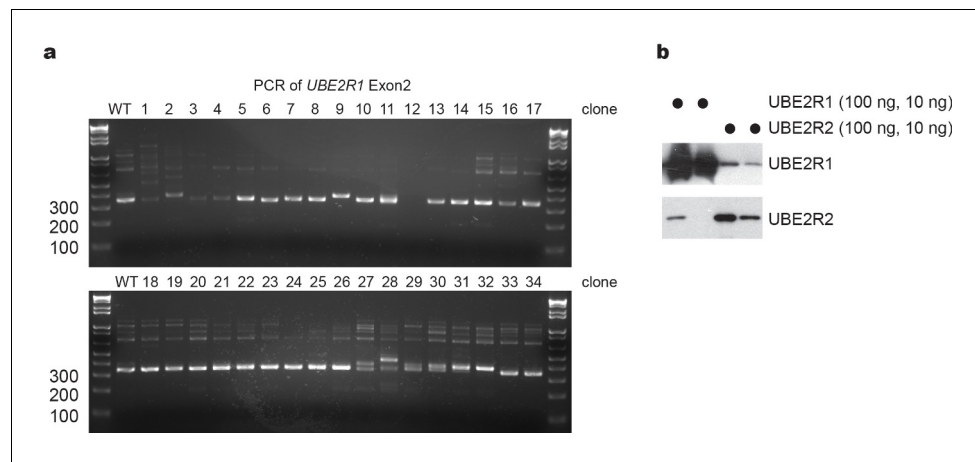 a
PCR of UBE2R1 Exon2
WT 1 2 3 4 5 6 7 8 9 10 11 12 13 14 15 16 17 clone
300
200
100
WT 18 19 20 21 22 23 24 25 26 27 28 29 30 31 32 33 34 clone
300
200
100
b
UBE2R1 (100 ng, 10 ng)
UBE2R2 (100 ng, 10 ng)
UBE2R1
UBE2R2